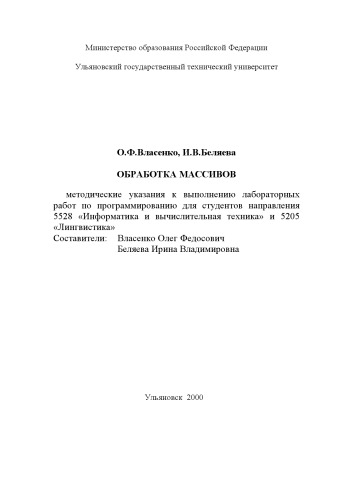 Министерство образования Российской Федерации
Ульяновский государственный технический университет
О.Ф.Власенко, И.В.Беляева
ОБРАБОТКА МАССИВОВ
методические указания к выполнению лабораторных
работ по программированию для студентов направления
5528 «Информатика и вычислительная техника» и 5205
«Лингвистика»
Составители: Власенко Олег Федосович
Беляева Ирина Владимировна
Ульяновск 2000